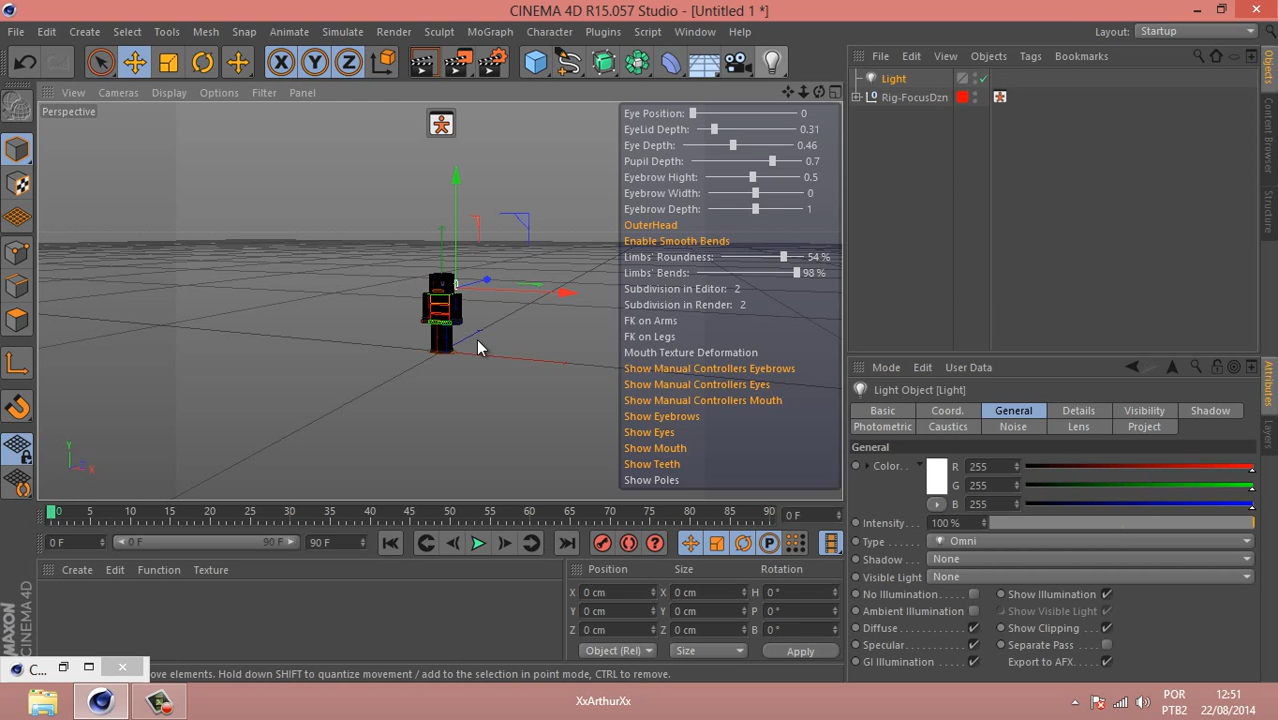 CINEMA 4D R15.057 Studio - [Untitled 1 *]
File Edit Create Select Tools Mesh Snap Animate Simulate Render Sculpt MoGraph Character Plugins Script Window Help
Layout: Startup
X Y Z
File Edit View Objects Tags Bookmarks
Light
Rig-FocusDzn
Objects
Content Browser
Structure
View Cameras Display Options Filter Panel
Perspective
Eye Position: 0
EyeLid Depth: 0.31
Eye Depth: 0.46
Pupil Depth: 0.7
Eyebrow Hight: 0.5
Eyebrow Width: 0
Eyebrow Depth: 1
OuterHead
Enable Smooth Bends
Limbs' Roundness: 54 %
Limbs' Bends: 98 %
Subdivision in Editor: 2
Subdivision in Render: 2
FK on Arms
FK on Legs
Mouth Texture Deformation
Show Manual Controllers Eyebrows
Show Manual Controllers Eyes
Show Manual Controllers Mouth
Show Eyebrows
Show Eyes
Show Mouth
Show Teeth
Show Poles
Y
Z X
Mode Edit User Data
Light Object [Light]
Basic Coord. General Details Visibility Shadow
Photometric Caustics Noise Lens Project
General
Color. . R 255
G 255
B 255
Intensity. . . 100 %
Type . . . . . Omni
Shadow. . . . None
Visible Light . None
No Illumination. . . . . Show Illumination. . .
Ambient Illumination Show Visible Light .
Diffuse . . . . . . . . . . . Show Clipping . . . .
Specular. . . . . . . . . . Separate Pass . . . .
GI Illumination . . . . . Export to AFX. . . .
Attributes
Layers
0 5 10 15 20 25 30 35 40 45 50 55 60 65 70 75 80 85 90 0 F
0 F 0 F 90 F 90 F
P
Create Edit Function Texture
Position Size Rotation
X 0 cm X 0 cm H 0 °
Y 0 cm Y 0 cm P 0 °
Z 0 cm Z 0 cm B 0 °
Object (Rel) Size Apply
MAXON
CINEMA 4D
C...
ove elements. Hold down SHIFT to quantize movement / add to the selection in point mode, CTRL to remove.
XxArthurXx
POR
PTB2
12:51
22/08/2014